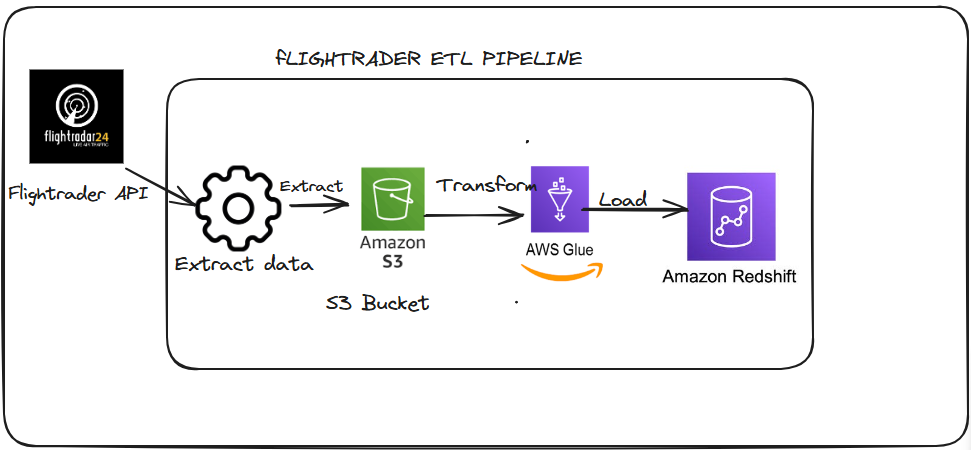 fLIGHTRADER ETL PIPELINE
flightradar24
LIVE AIR TRAFFIC
Flightrader API
Extract data
Extract
Amazon
S3
S3 Bucket
Transform
AWS Glue
Load
Amazon Redshift